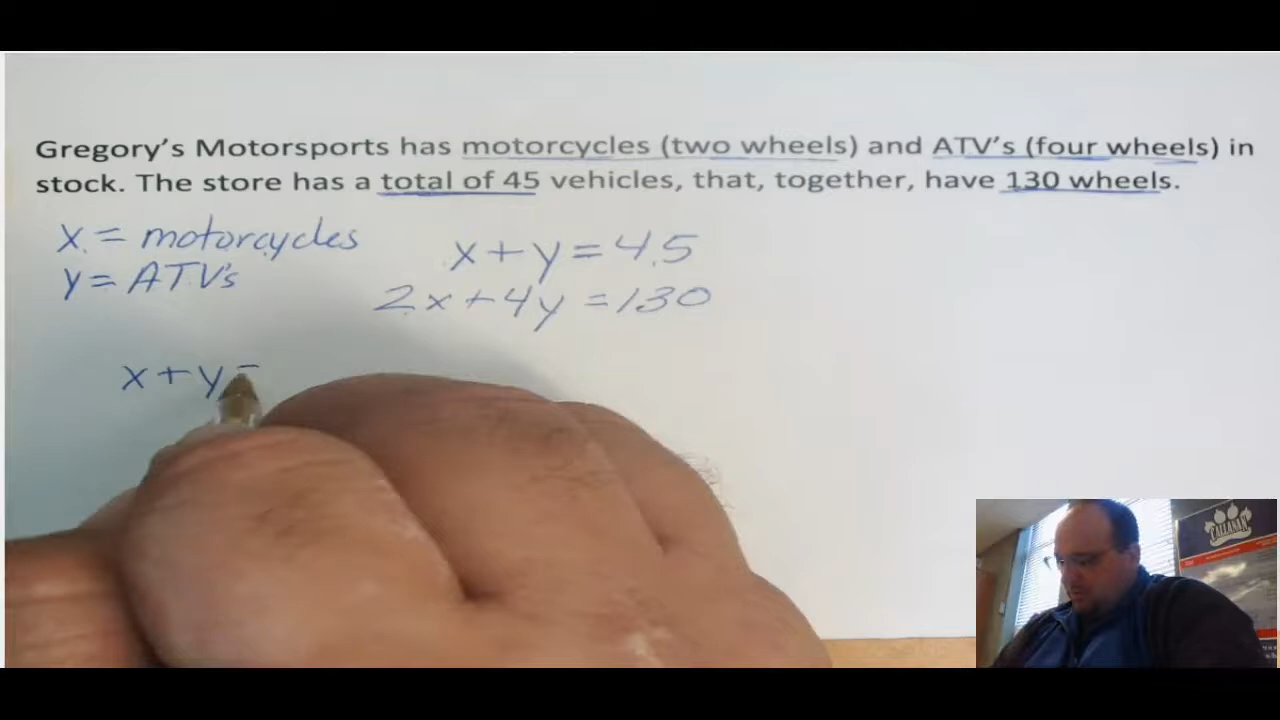 Gregory's Motorsports has motorcycles (two wheels) and ATV's (four wheels) in
stock. The store has a total of 45 vehicles, that, together, have 130 wheels.
x = motorcycles
y = ATV's
x + y = 45
2x + 4y = 130
x + y =
CALLANAN